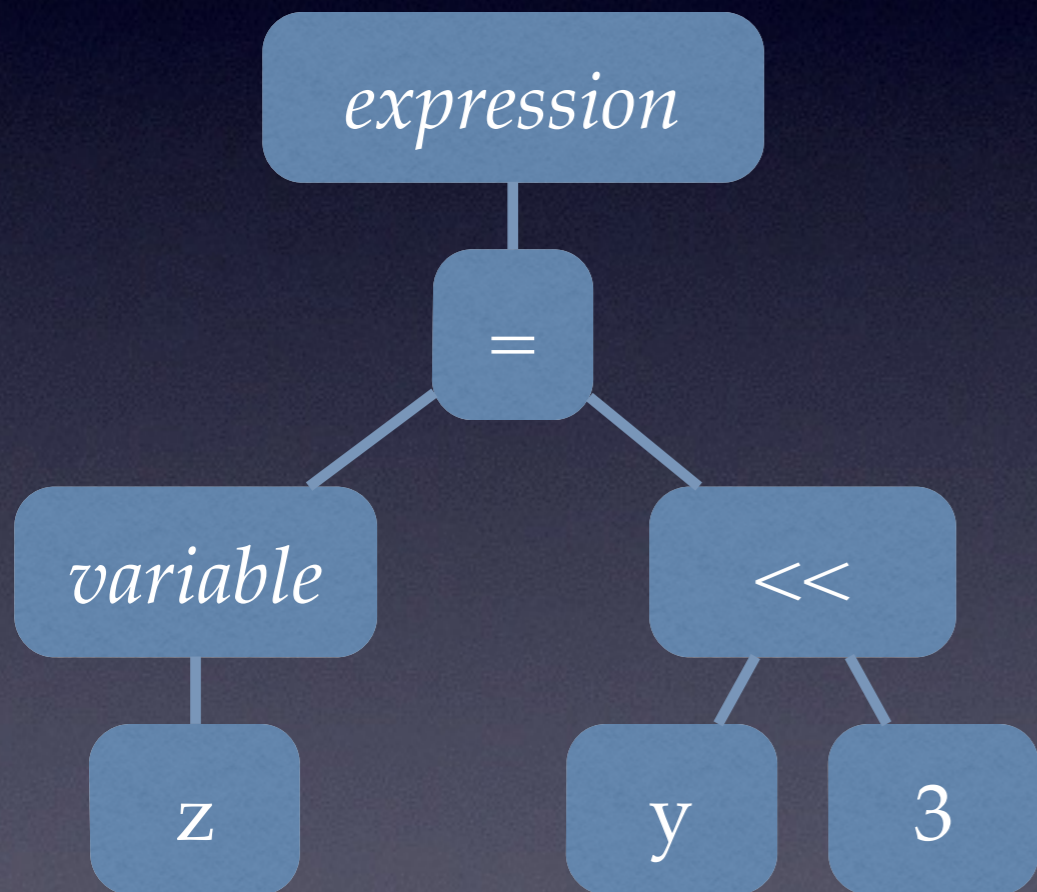 expression
=
variable
<<
z
y
3